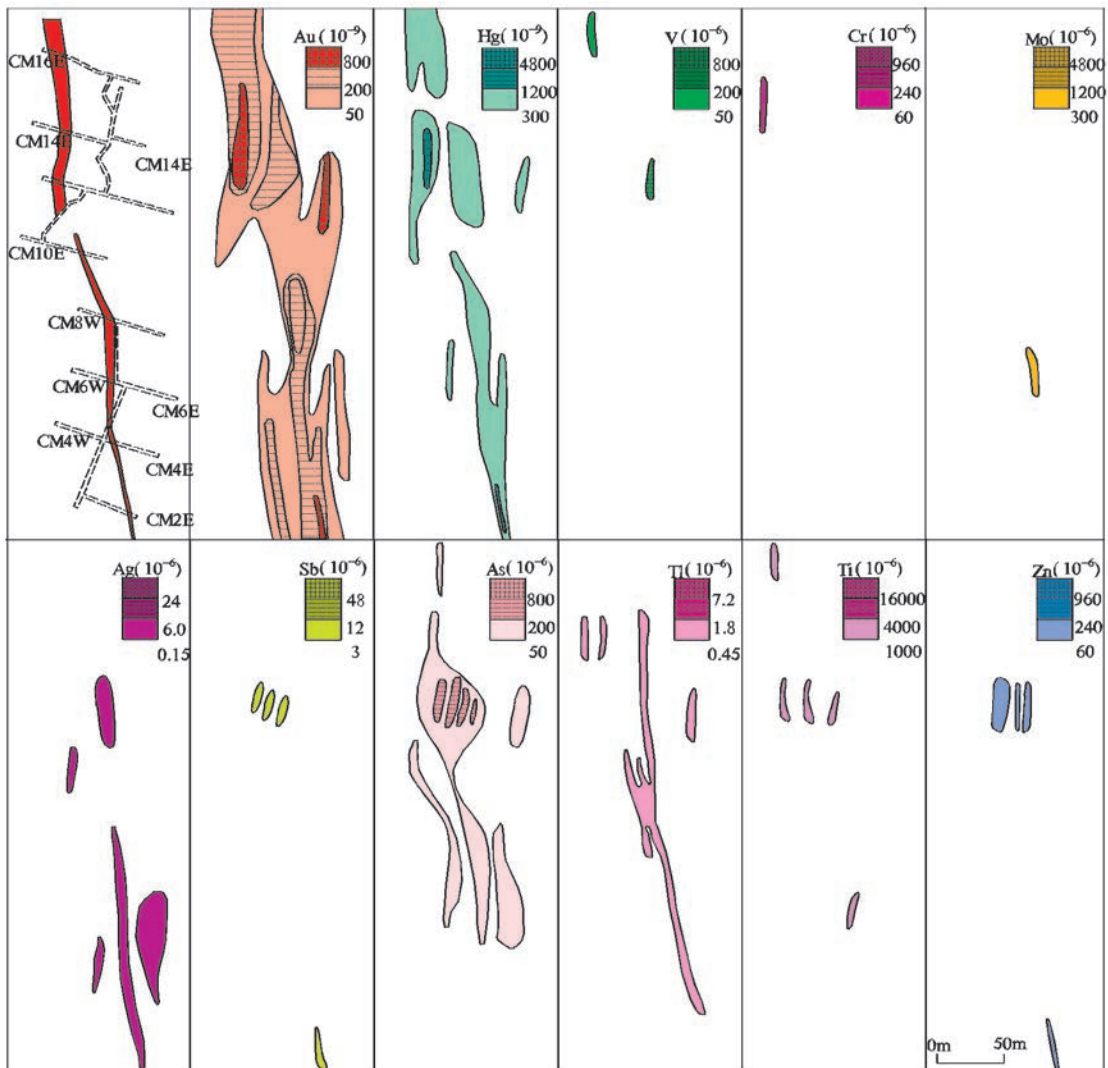 CM16E
CM14E
CM14E
CM10E
CM8W
CM6W
CM6E
CM4W
CM4E
CM2E
Au(10-9)
800
200
50
Hg(10-9)
4800
1200
300
V(10-6)
800
200
50
Cr(10-6)
960
240
60
Mo(10-6)
4800
1200
300
Ag(10-6)
24
6.0
0.15
Sb(10-6)
48
12
3
As(10-6)
800
200
50
Tl(10-6)
7.2
1.8
0.45
Ti(10-6)
16000
4000
1000
Zn(10-6)
960
240
60
0m 50m